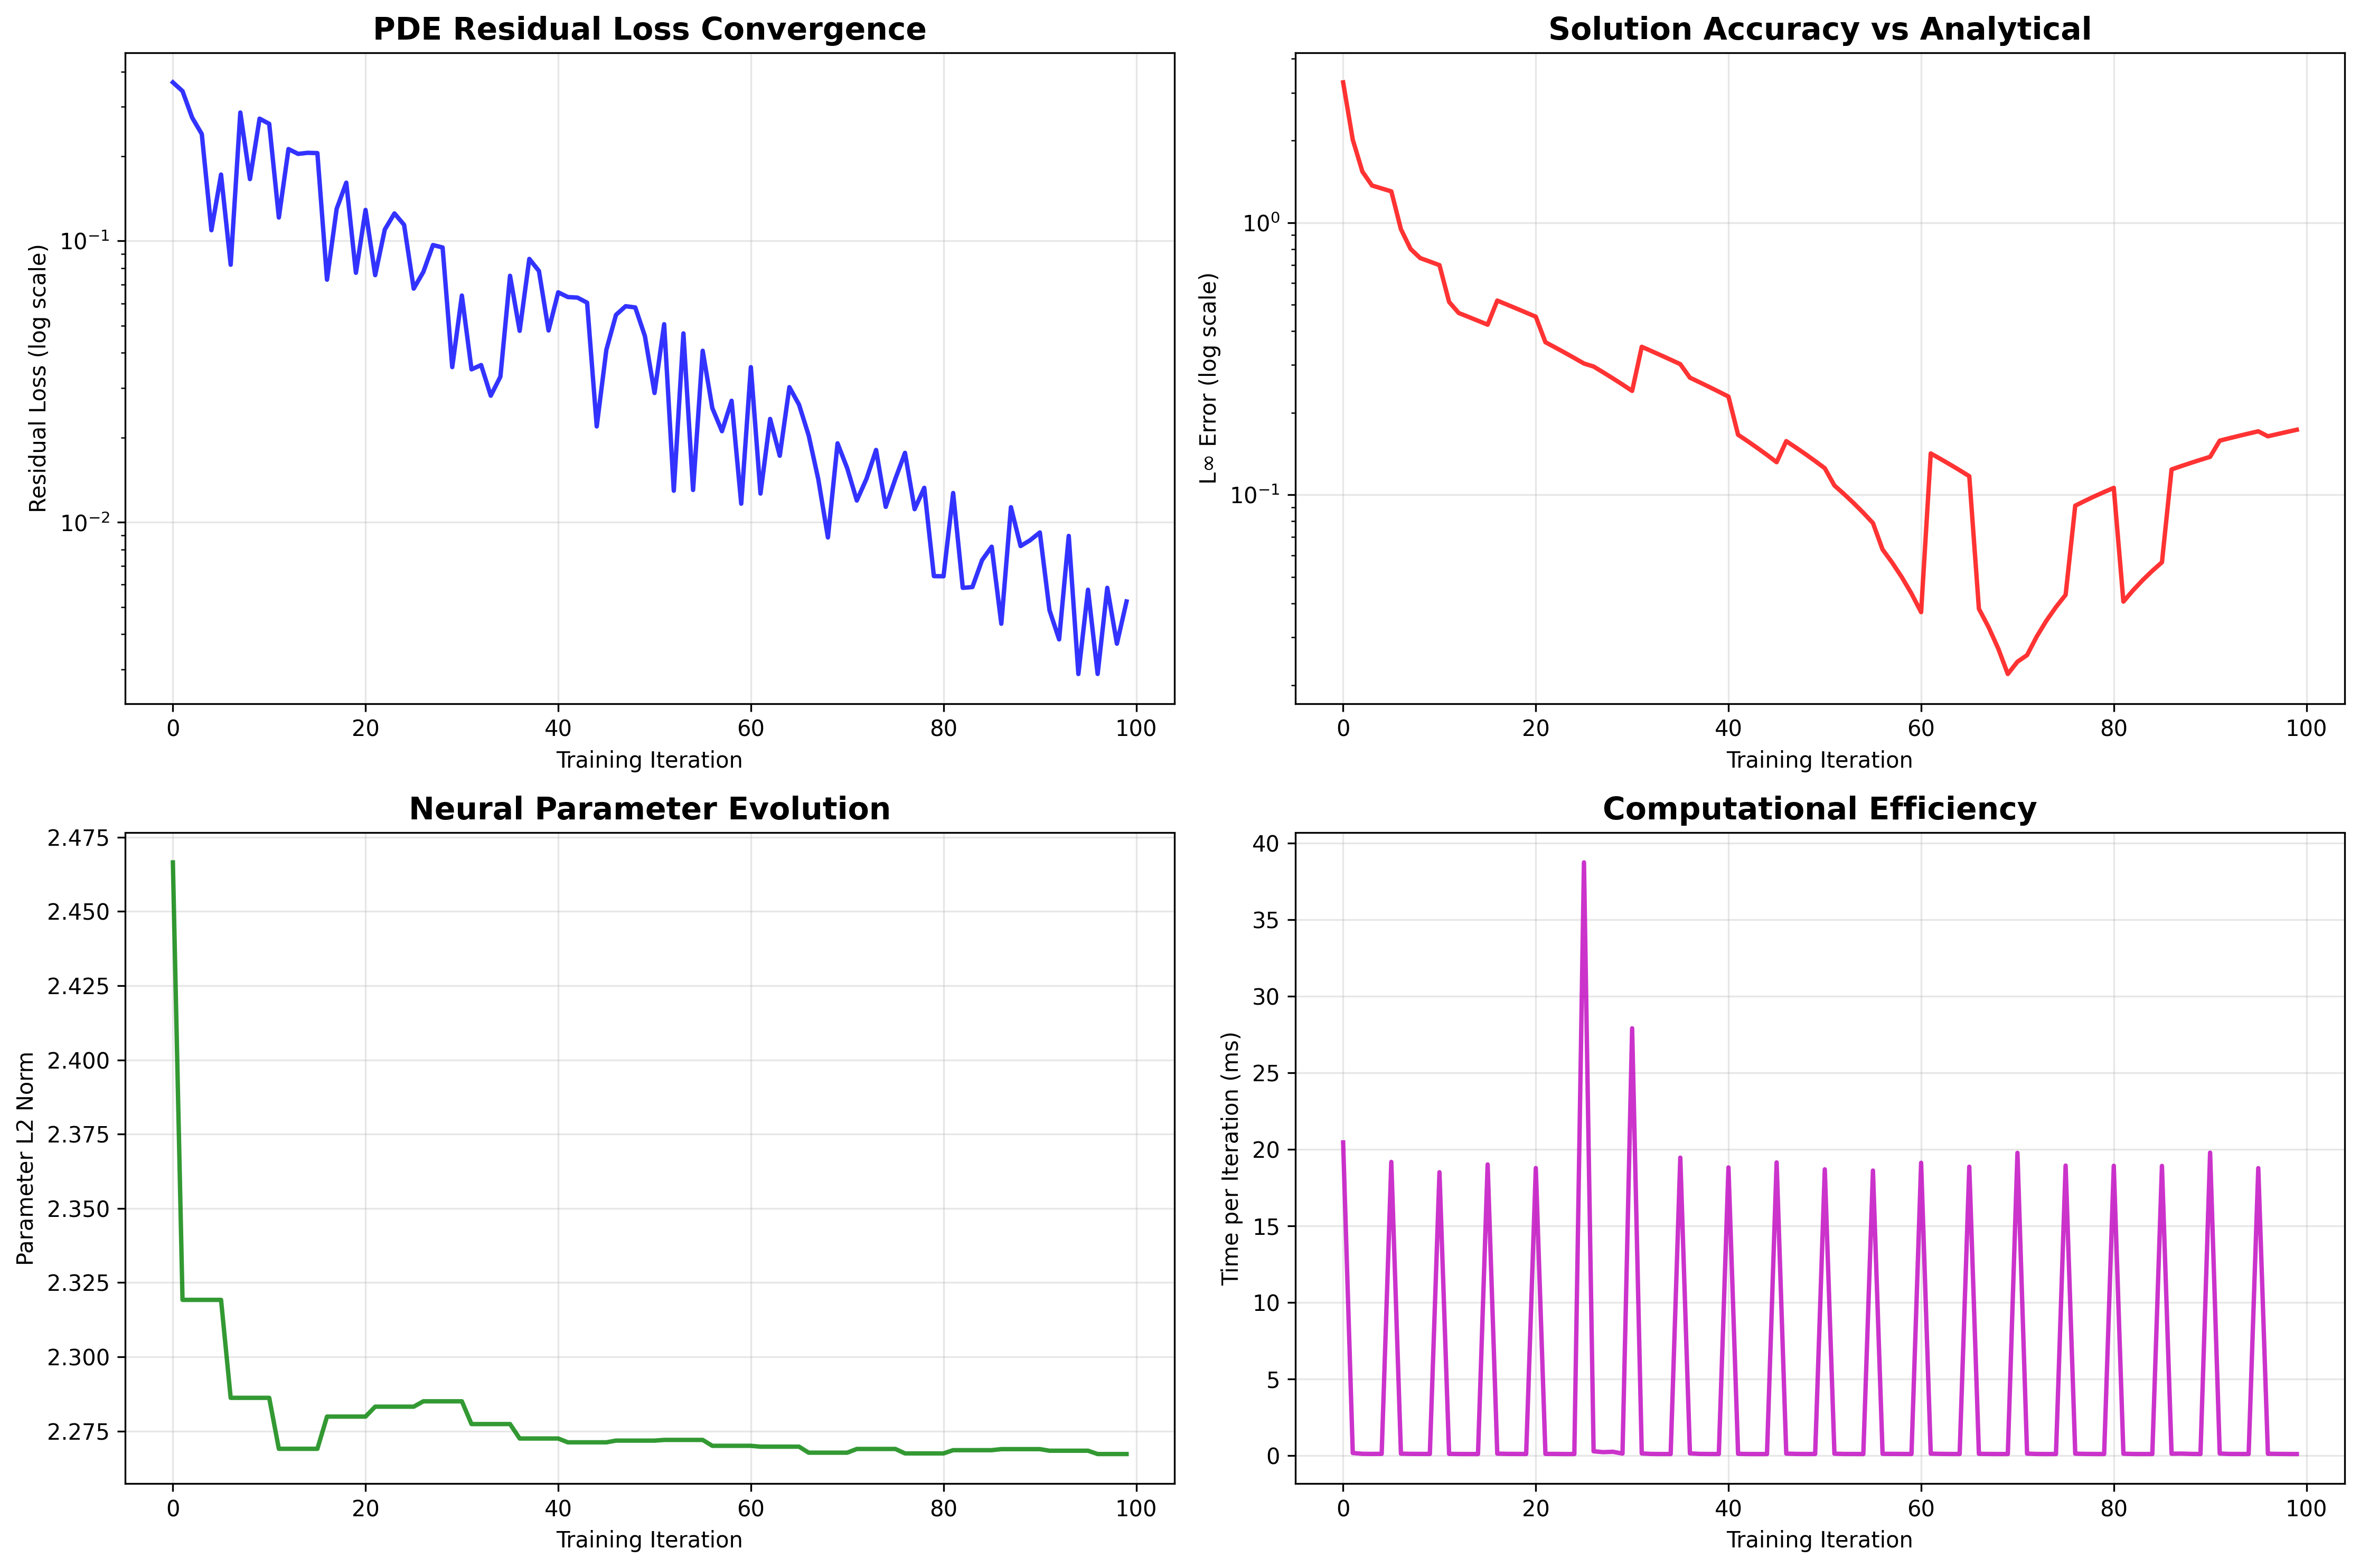 PDE Residual Loss Convergence
Residual Loss (log scale)
10⁻¹
10⁻²
0 20 40 60 80 100
Training Iteration
Solution Accuracy vs Analytical
L∞ Error (log scale)
10⁰
10⁻¹
0 20 40 60 80 100
Training Iteration
Neural Parameter Evolution
Parameter L2 Norm
2.475
2.450
2.425
2.400
2.375
2.350
2.325
2.300
2.275
0 20 40 60 80 100
Training Iteration
Computational Efficiency
Time per Iteration (ms)
40
35
30
25
20
15
10
5
0
0 20 40 60 80 100
Training Iteration